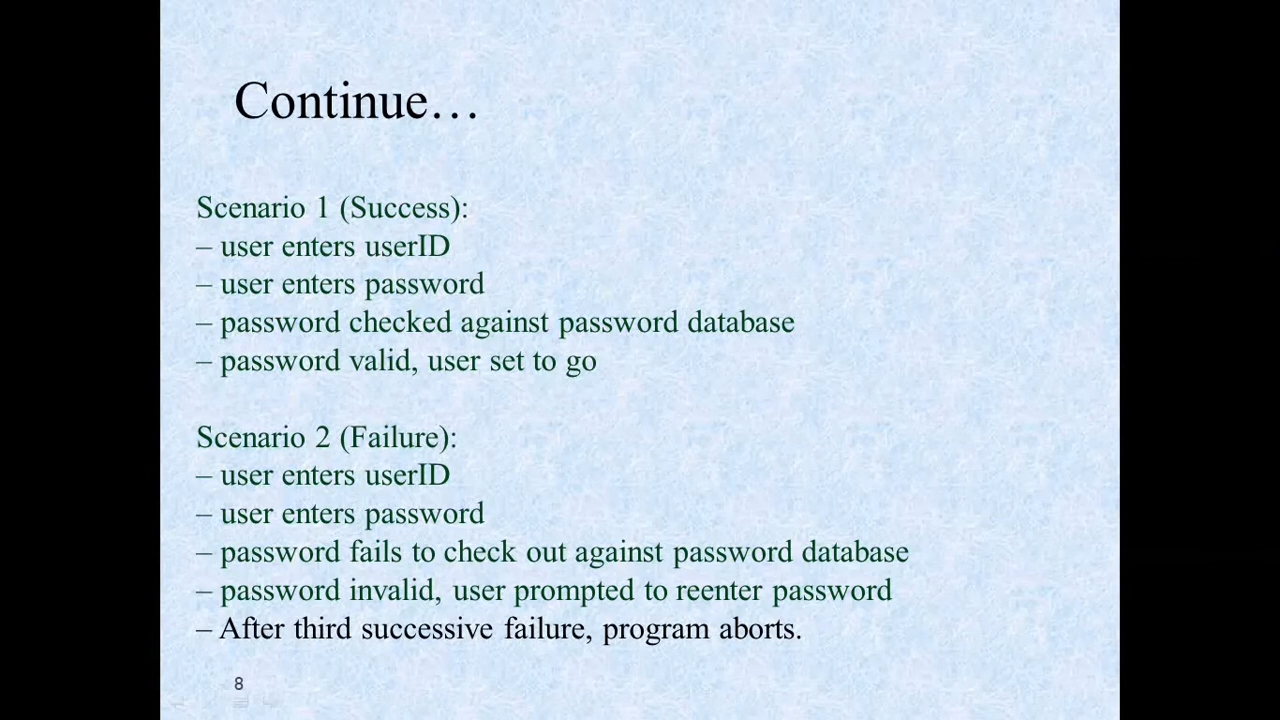 Continue…
Scenario 1 (Success):
– user enters userID
– user enters password
– password checked against password database
– password valid, user set to go
Scenario 2 (Failure):
– user enters userID
– user enters password
– password fails to check out against password database
– password invalid, user prompted to reenter password
– After third successive failure, program aborts.
8